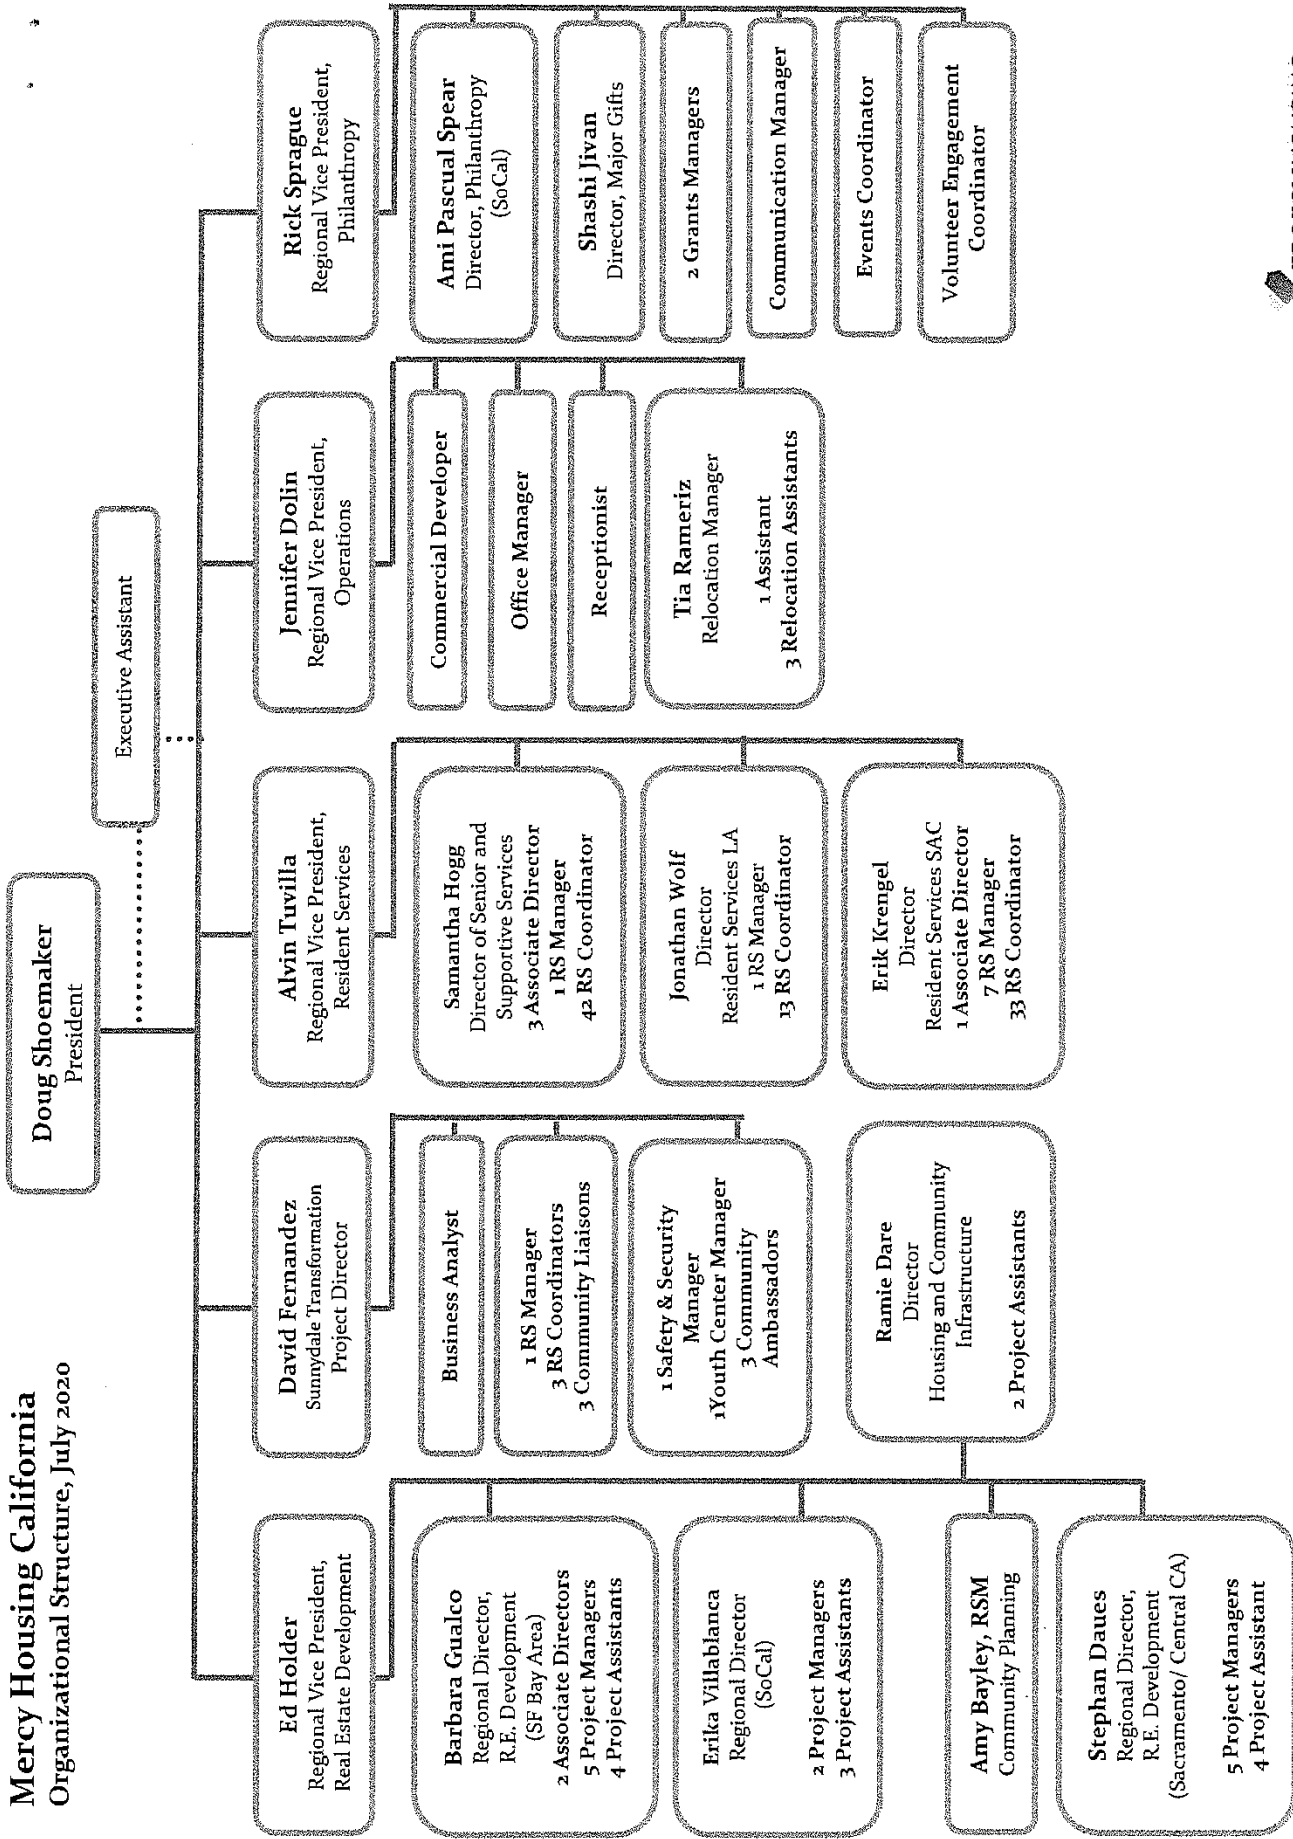 Mercy Housing California
Organizational Structure, July 2020
Doug Shoemaker
President
Executive Assistant
Ed Holder
Regional Vice President,
Real Estate Development
Barbara Gualco
Regional Director,
R.E. Development
(SF Bay Area)
2 Associate Directors
5 Project Managers
4 Project Assistants
Erika Villablanca
Regional Director
(SoCal)
2 Project Managers
3 Project Assistants
Amy Bayley, RSM
Community Planning
Stephan Daues
Regional Director,
R.E. Development
(Sacramento/ Central CA)
5 Project Managers
4 Project Assistant
David Fernandez
Sunnydale Transformation
Project Director
Business Analyst
1 RS Manager
3 RS Coordinators
3 Community Liaisons
1 Safety & Security
Manager
1Youth Center Manager
3 Community
Ambassadors
Ramie Dare
Director
Housing and Community
Infrastructure
2 Project Assistants
Alvin Tuvilla
Regional Vice President,
Resident Services
Samantha Hogg
Director of Senior and
Supportive Services
3 Associate Director
1 RS Manager
42 RS Coordinator
Jonathan Wolf
Director
Resident Services LA
1 RS Manager
13 RS Coordinator
Erik Krengel
Director
Resident Services SAC
1 Associate Director
7 RS Manager
33 RS Coordinator
Jennifer Dolin
Regional Vice President,
Operations
Commercial Developer
Office Manager
Receptionist
Tia Rameriz
Relocation Manager
1 Assistant
3 Relocation Assistants
Rick Sprague
Regional Vice President,
Philanthropy
Ami Pascual Spear
Director, Philanthropy
(SoCal)
Shashi Jivan
Director, Major Gifts
2 Grants Managers
Communication Manager
Events Coordinator
Volunteer Engagement
Coordinator